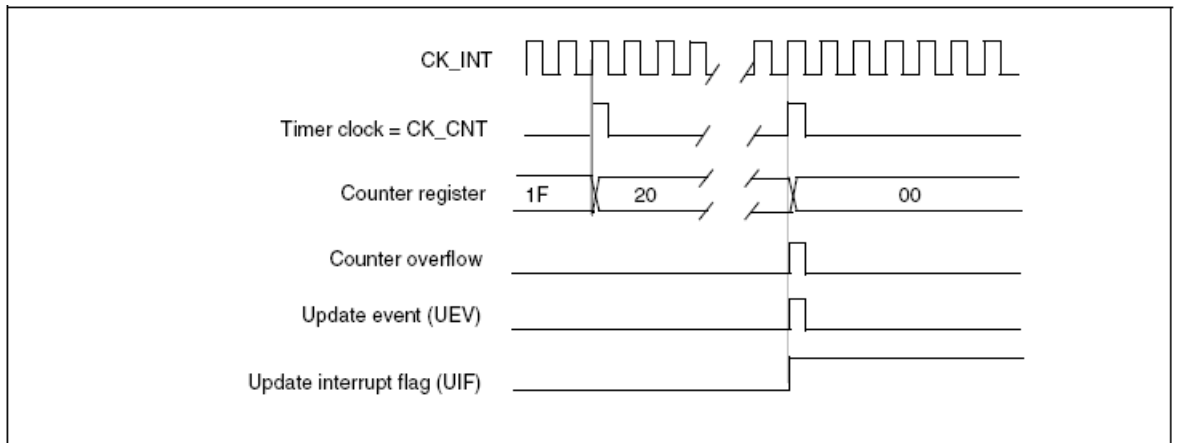 CK_INT
Timer clock = CK_CNT
Counter register 1F 20 00
Counter overflow
Update event (UEV)
Update interrupt flag (UIF)